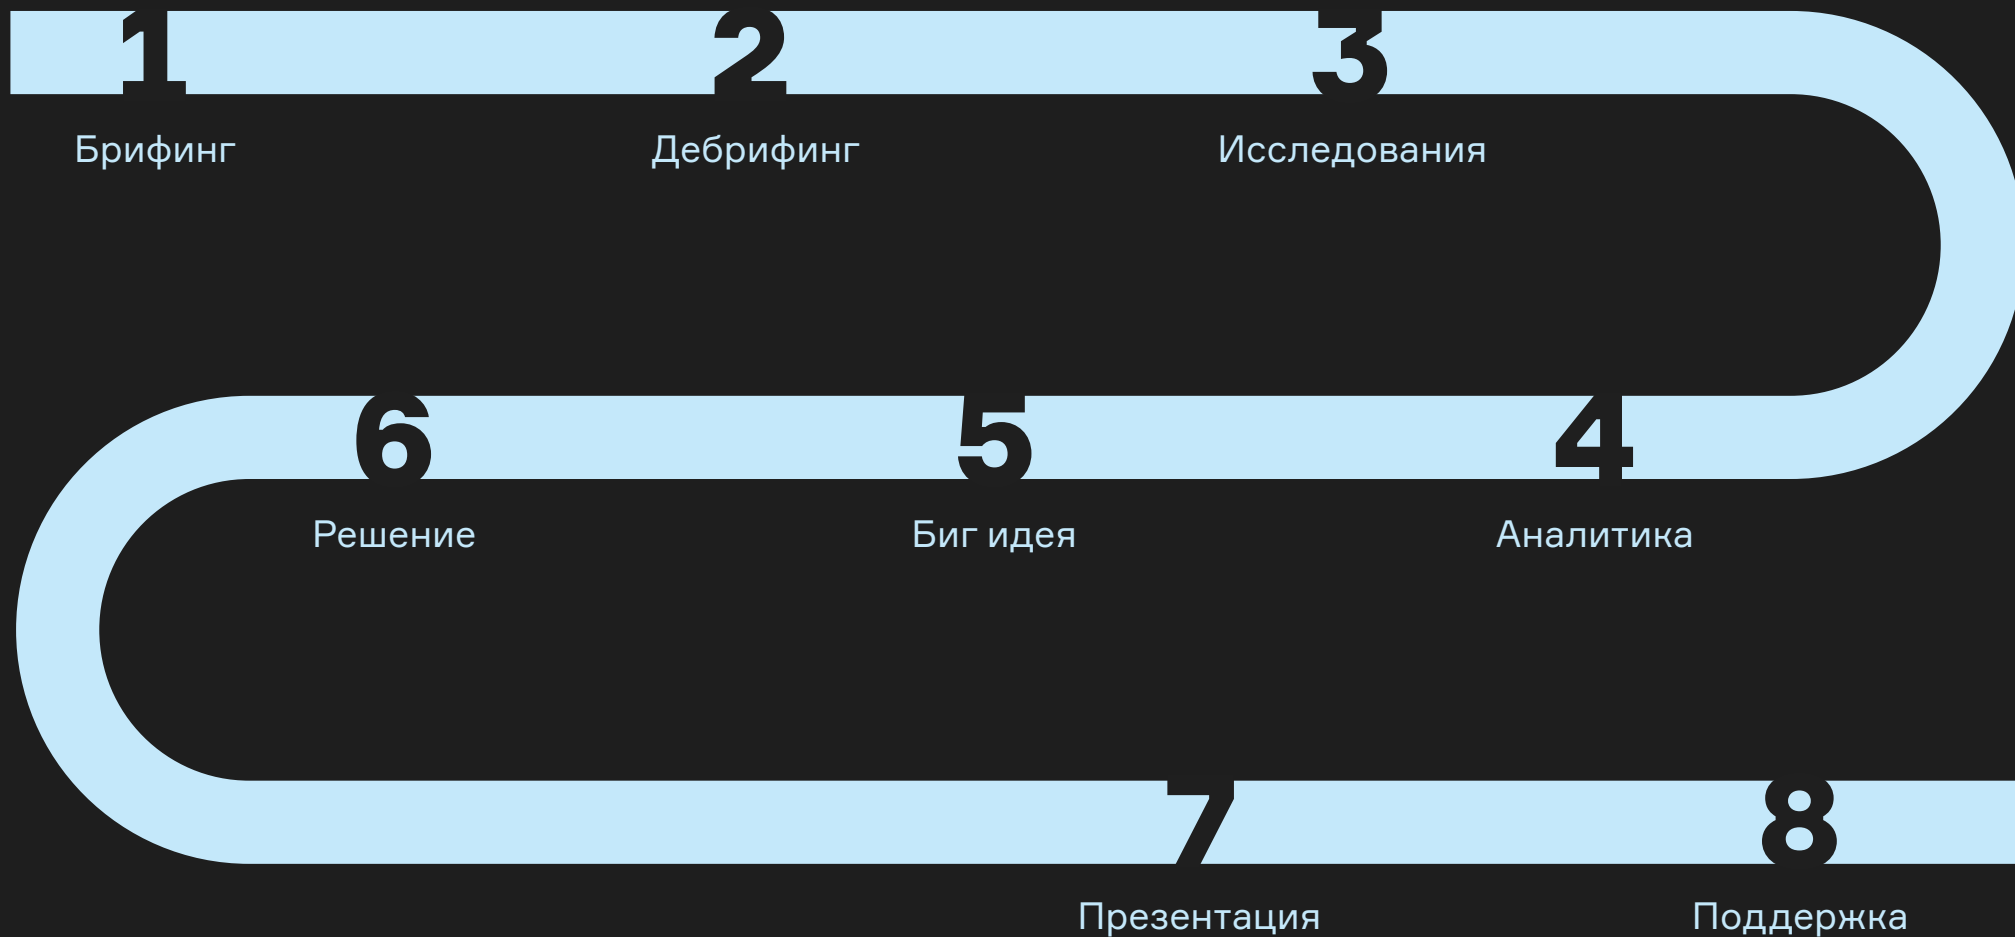 1
Брифинг
2
Дебрифинг
3
Исследования
4
Аналитика
5
Биг идея
6
Решение
7
Презентация
8
Поддержка